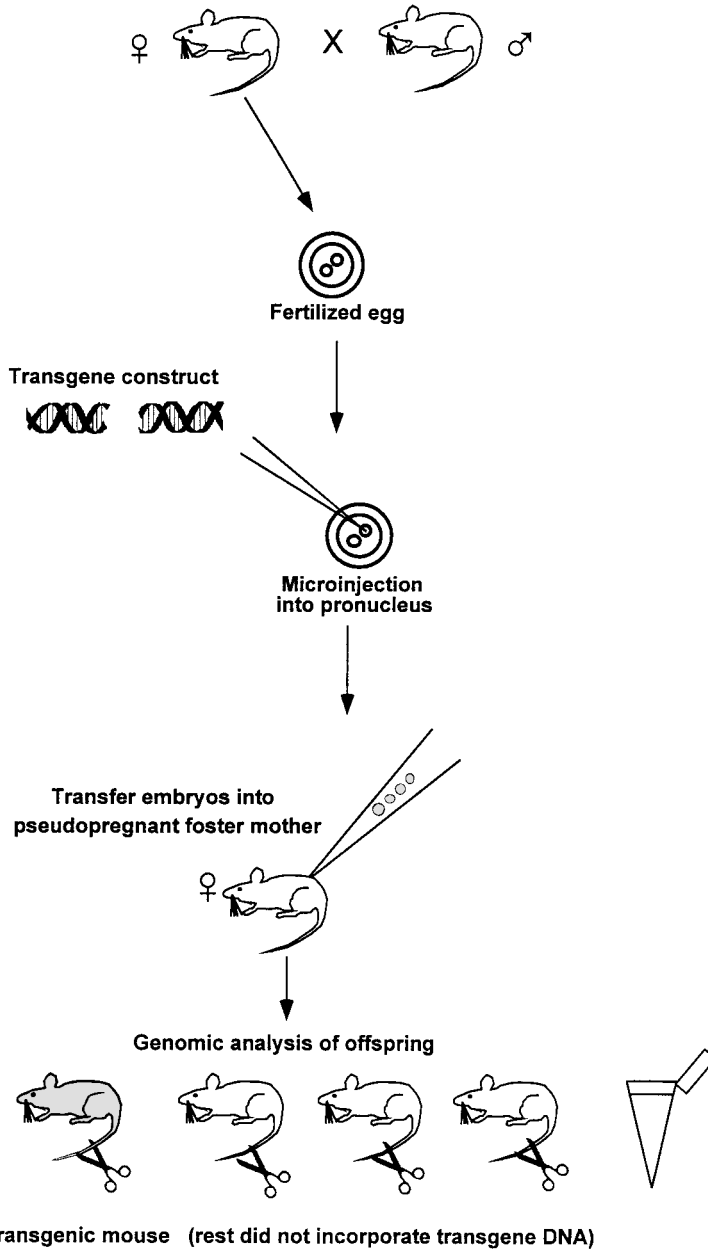 ♀ X ♂
Fertilized egg
Transgene construct
Microinjection
into pronucleus
Transfer embryos into
pseudopregnant foster mother
♀
Genomic analysis of offspring
ransgenic mouse (rest did not incorporate transgene DNA)